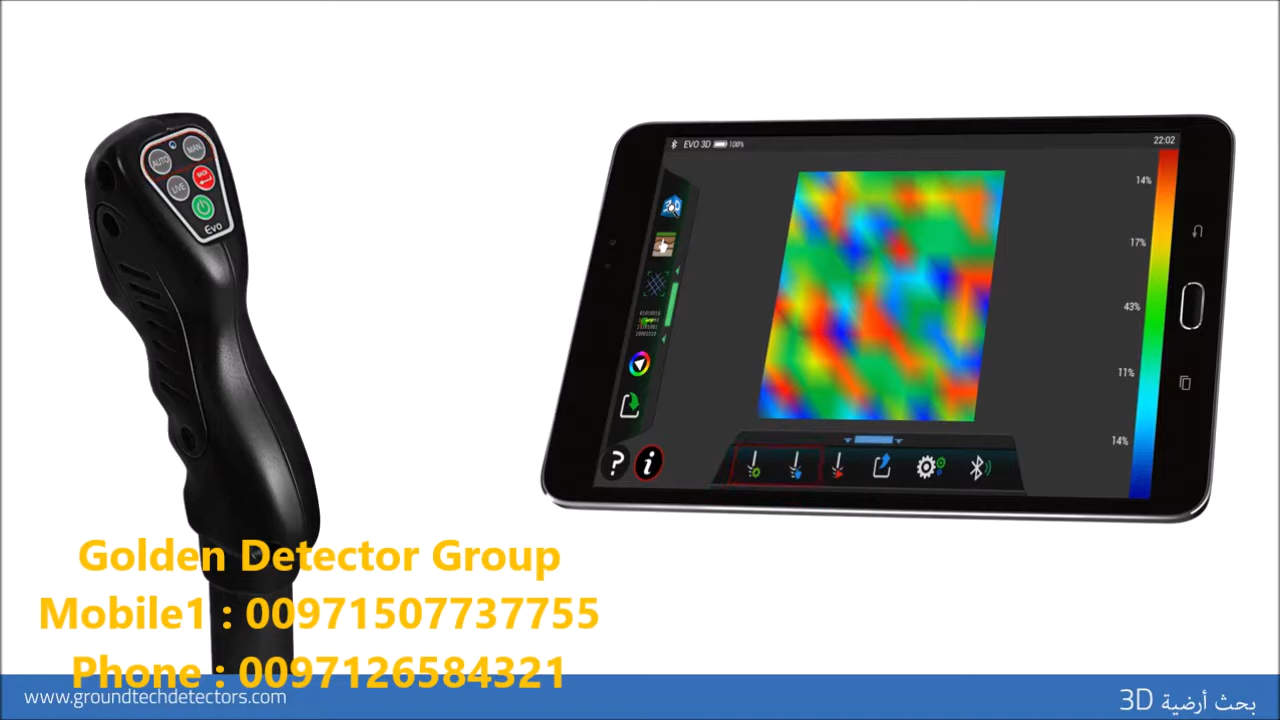 AUTO
MAN.
LIVE
BACK
Evo
EVO 3D 100%
22:02
14%
17%
43%
11%
14%
?
i
Golden Detector Group
Mobile1 : 00971507737755
Phone : 0097126584321
www.groundtechdetectors.com
بحث أرضية 3D